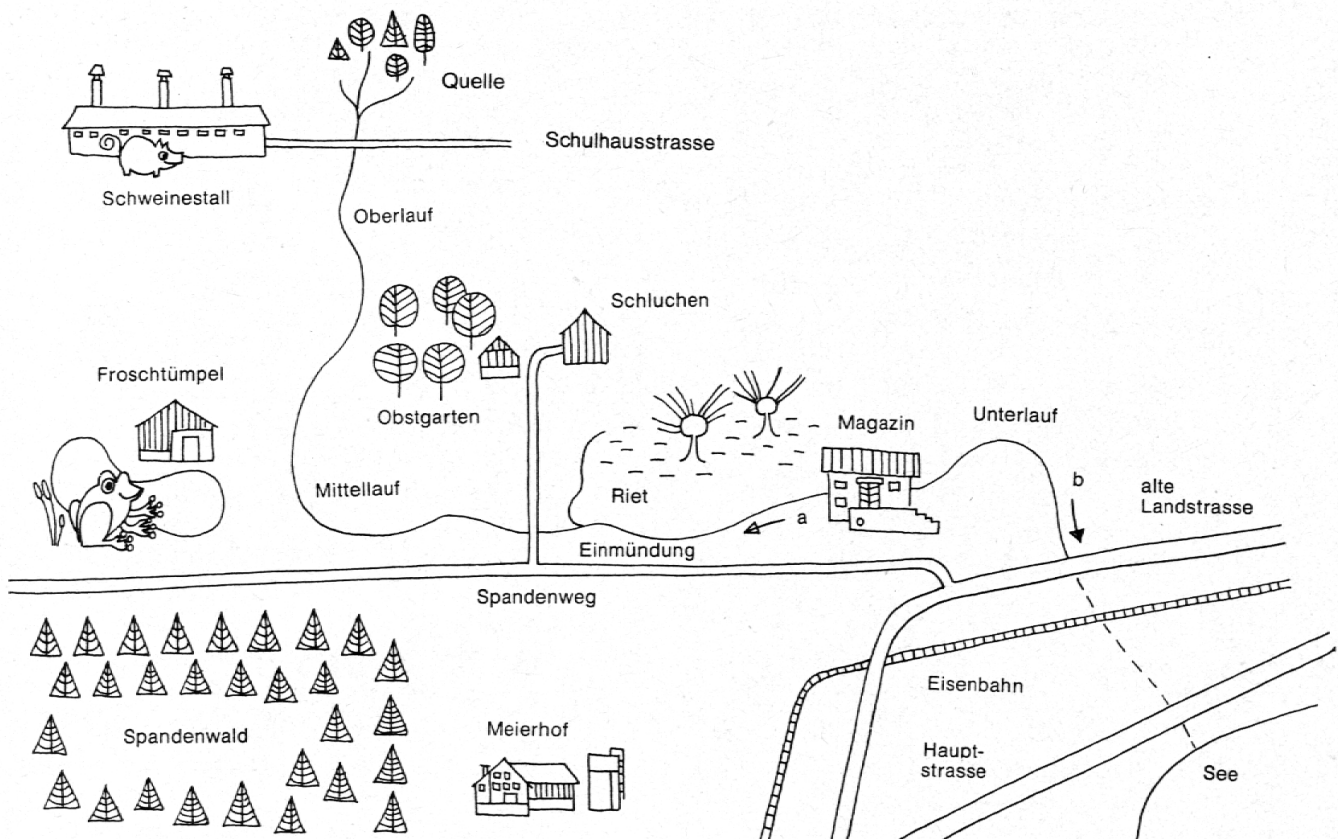 Quelle
Schulhausstrasse
Schweinestall
Oberlauf
Schluchen
Froschtümpel
Obstgarten
Magazin
Unterlauf
Mittellauf
Riet
a
b
alte
Landstrasse
Einmündung
Spandenweg
Eisenbahn
Spandenwald
Meierhof
Haupt-
strasse
See